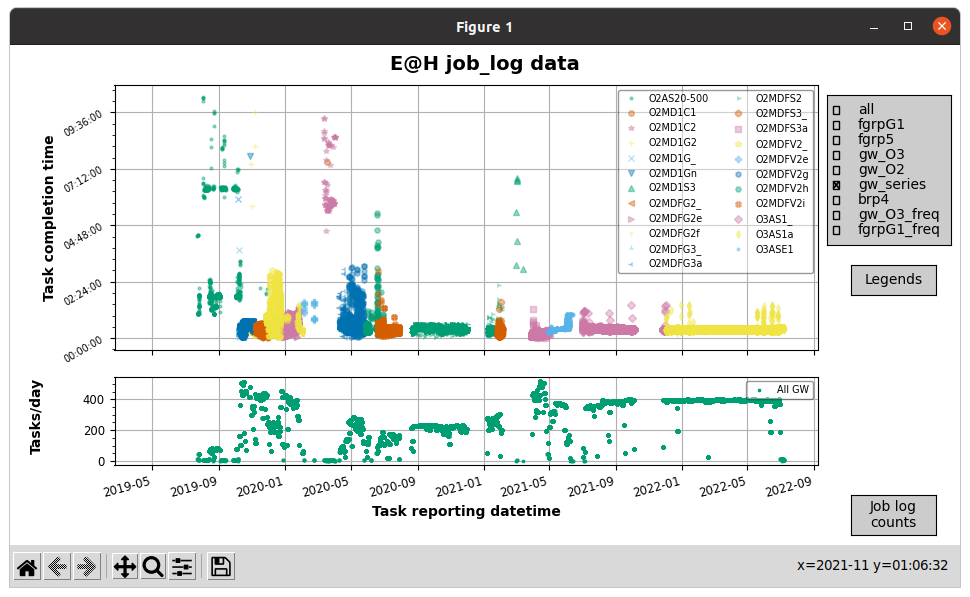 Figure 1
E@H job_log data
Task completion time
09:36:00
07:12:00
04:48:00
02:24:00
00:00:00
O2AS20-500
O2MD1C1
O2MD1C2
O2MD1G2
O2MD1G_
O2MD1Gn
O2MD1S3
O2MDFG2_
O2MDFG2e
O2MDFG2f
O2MDFG3_
O2MDFG3a
O2MDFS2
O2MDFS3_
O2MDFS3a
O2MDFV2_
O2MDFV2e
O2MDFV2g
O2MDFV2h
O2MDFV2i
O3AS1_
O3AS1a
O3ASE1
all
fgrpG1
fgrp5
gw_O3
gw_O2
gw_series
brp4
gw_O3_freq
fgrpG1_freq
Legends
Tasks/day
400
200
0
All GW
2019-05
2019-09
2020-01
2020-05
2020-09
2021-01
2021-05
2021-09
2022-01
2022-05
2022-09
Task reporting datetime
Job log
counts
x=2021-11 y=01:06:32